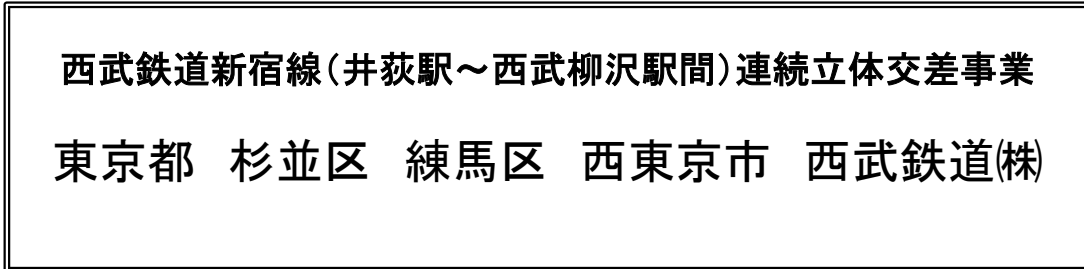 西武鉄道新宿線（井荻駅～西武柳沢駅間）連続立体交差事業
東京都　杉並区　練馬区　西東京市　西武鉄道㈱